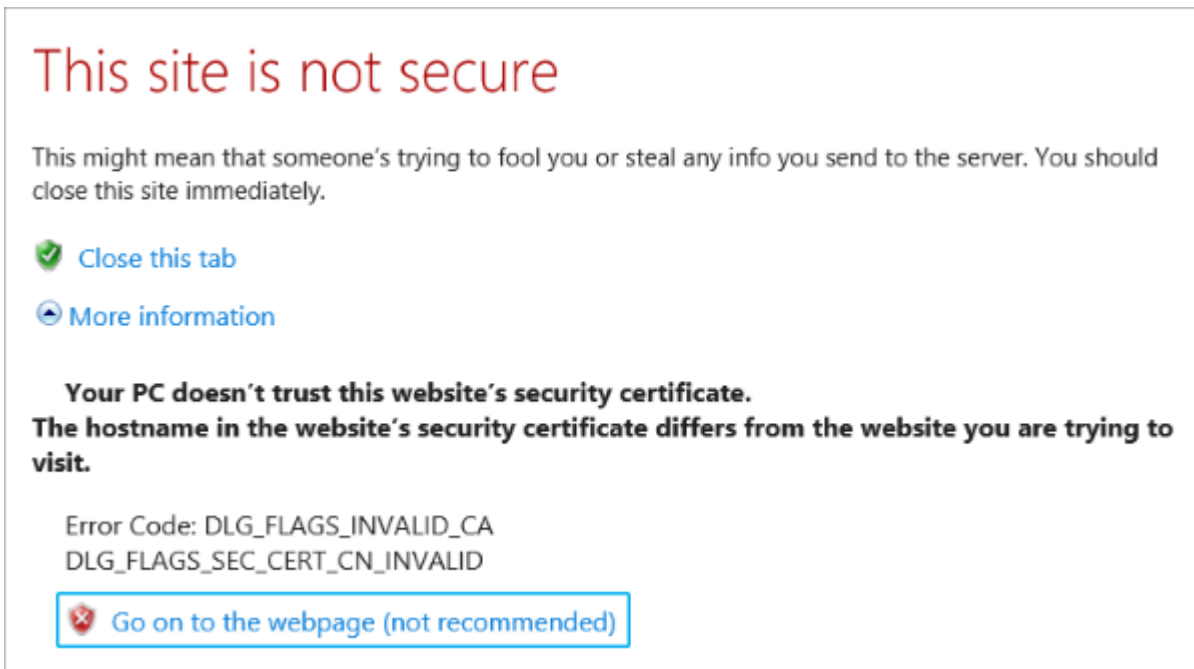 This site is not secure
This might mean that someone's trying to fool you or steal any info you send to the server. You should
close this site immediately.
Close this tab
More information
Your PC doesn't trust this website's security certificate.
The hostname in the website's security certificate differs from the website you are trying to
visit.
Error Code: DLG_FLAGS_INVALID_CA
DLG_FLAGS_SEC_CERT_CN_INVALID
Go on to the webpage (not recommended)